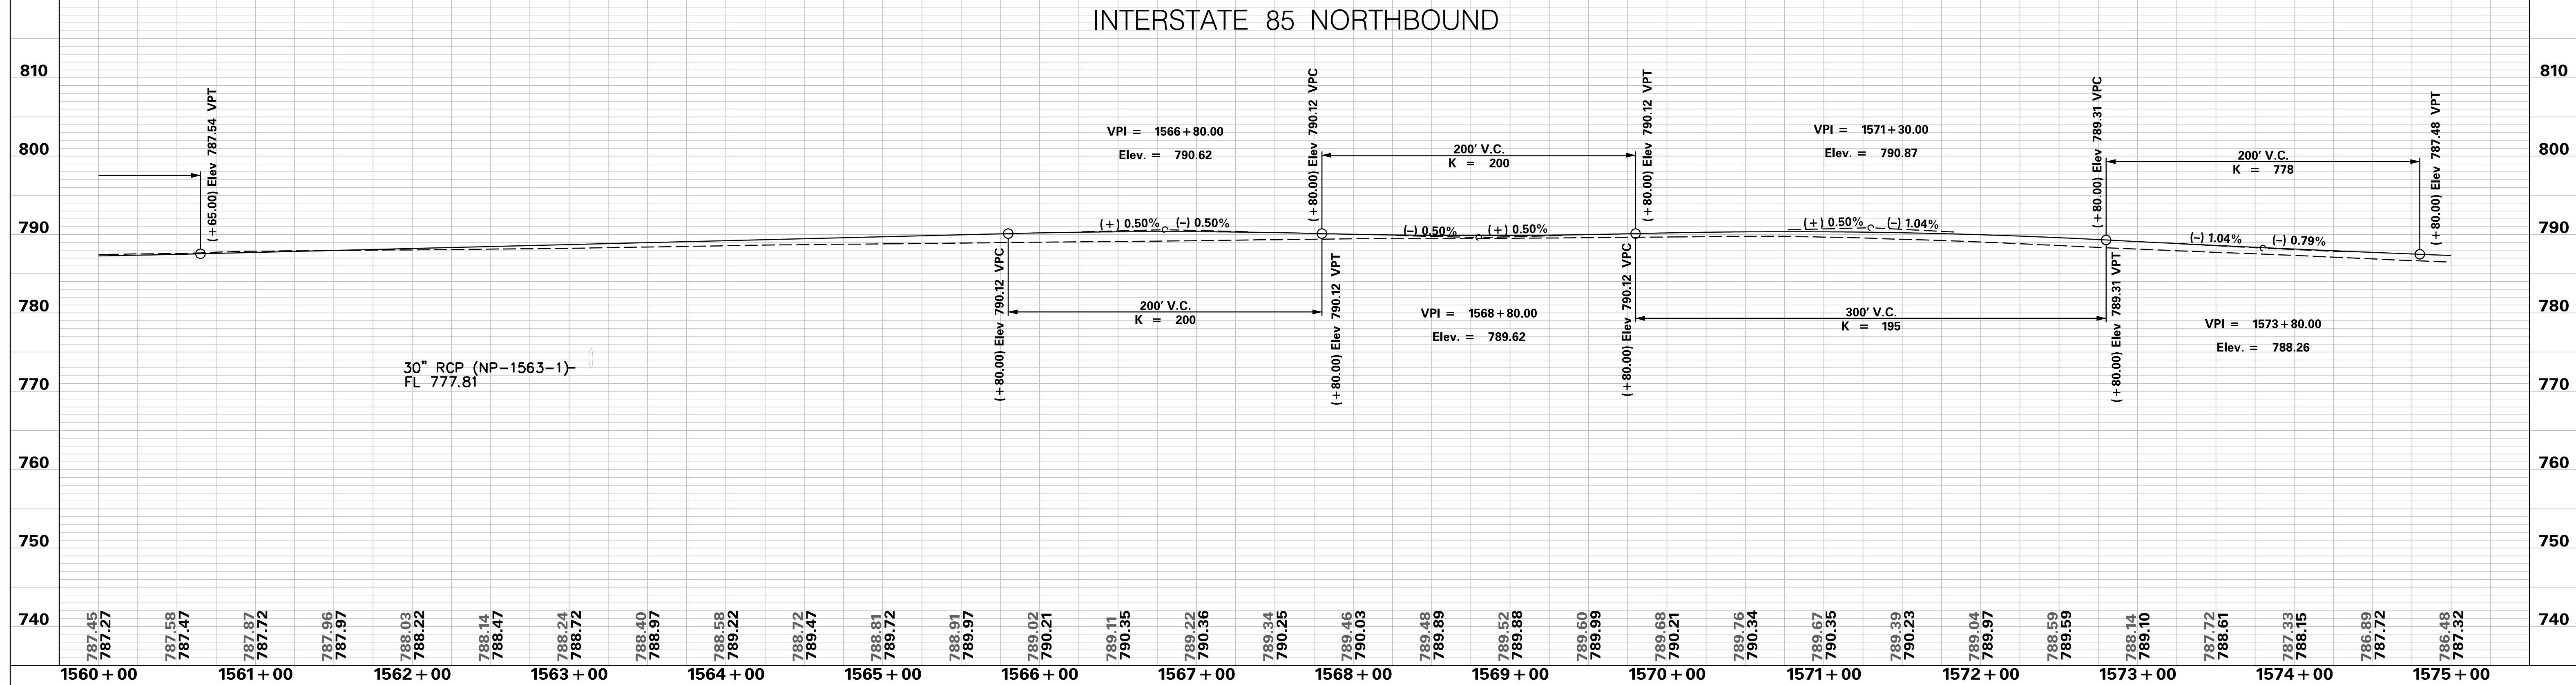 INTERSTATE 85 NORTHBOUND
810
800
790
780
770
760
750
740
(+65.00) Elev 787.54 VPT
30" RCP (NP-1563-1)
FL 777.81
(+80.00) Elev 790.12 VPC
VPI = 1566+80.00
Elev. = 790.62
(+) 0.50% (-) 0.50%
200' V.C.
K = 200
(+80.00) Elev 790.12 VPC
(+80.00) Elev 790.12 VPT
200' V.C.
K = 200
(-) 0.50% (+) 0.50%
VPI = 1568+80.00
Elev. = 789.62
(+80.00) Elev 790.12 VPT
(+80.00) Elev 790.12 VPC
VPI = 1571+30.00
Elev. = 790.87
(+) 0.50% (-) 1.04%
300' V.C.
K = 195
(+80.00) Elev 789.31 VPC
(+80.00) Elev 789.31 VPT
200' V.C.
K = 778
(-) 1.04% (-) 0.79%
VPI = 1573+80.00
Elev. = 788.26
(+80.00) Elev 787.48 VPT
810
800
790
780
770
760
750
740
787.45
787.27
787.58
787.47
787.87
787.72
787.96
787.97
788.03
788.22
788.14
788.47
788.24
788.72
788.40
788.97
788.58
789.22
788.72
789.47
788.81
789.72
788.91
789.97
789.02
790.21
789.11
790.35
789.22
790.36
789.34
790.25
789.46
790.03
789.48
789.89
789.52
789.88
789.60
789.99
789.68
790.21
789.76
790.34
789.67
790.35
789.39
790.23
789.04
789.97
788.59
789.59
788.14
789.10
787.72
788.61
787.33
788.15
786.89
787.72
786.48
787.32
1560+00 1561+00 1562+00 1563+00 1564+00 1565+00 1566+00 1567+00 1568+00 1569+00 1570+00 1571+00 1572+00 1573+00 1574+00 1575+00